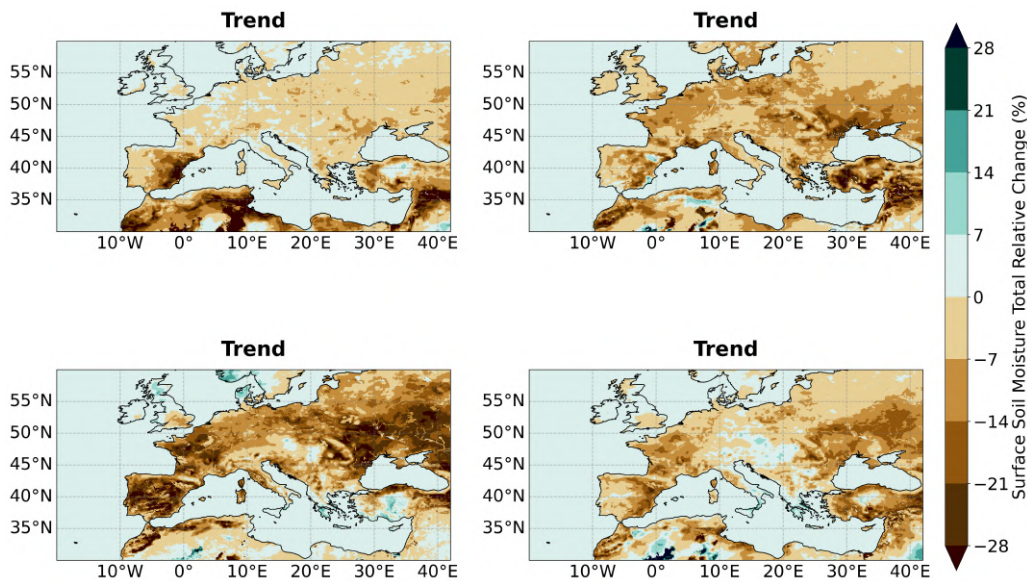 Trend
Trend
55°N
50°N
45°N
40°N
35°N
10°W 0° 10°E 20°E 30°E 40°E
55°N
50°N
45°N
40°N
35°N
10°W 0° 10°E 20°E 30°E 40°E
Trend
Trend
55°N
50°N
45°N
40°N
35°N
10°W 0° 10°E 20°E 30°E 40°E
55°N
50°N
45°N
40°N
35°N
10°W 0° 10°E 20°E 30°E 40°E
28
21
14
7
0
−7
−14
−21
−28
Surface Soil Moisture Total Relative Change (%)